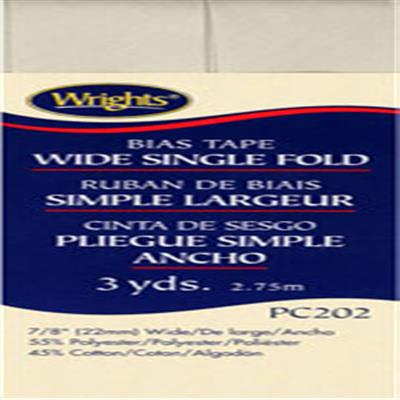 Wrights®
BIAS TAPE
WIDE SINGLE FOLD
RUBAN DE BIAIS
SIMPLE LARGEUR
CINTA DE SESGO
PLIEGUE SIMPLE
ANCHO
3 yds. 2.75m
PC202
7/8" (22mm) Wide/De large/Ancho
55% Polyester/Polyester/Poliéster
45% Cotton/Coton/Algodon